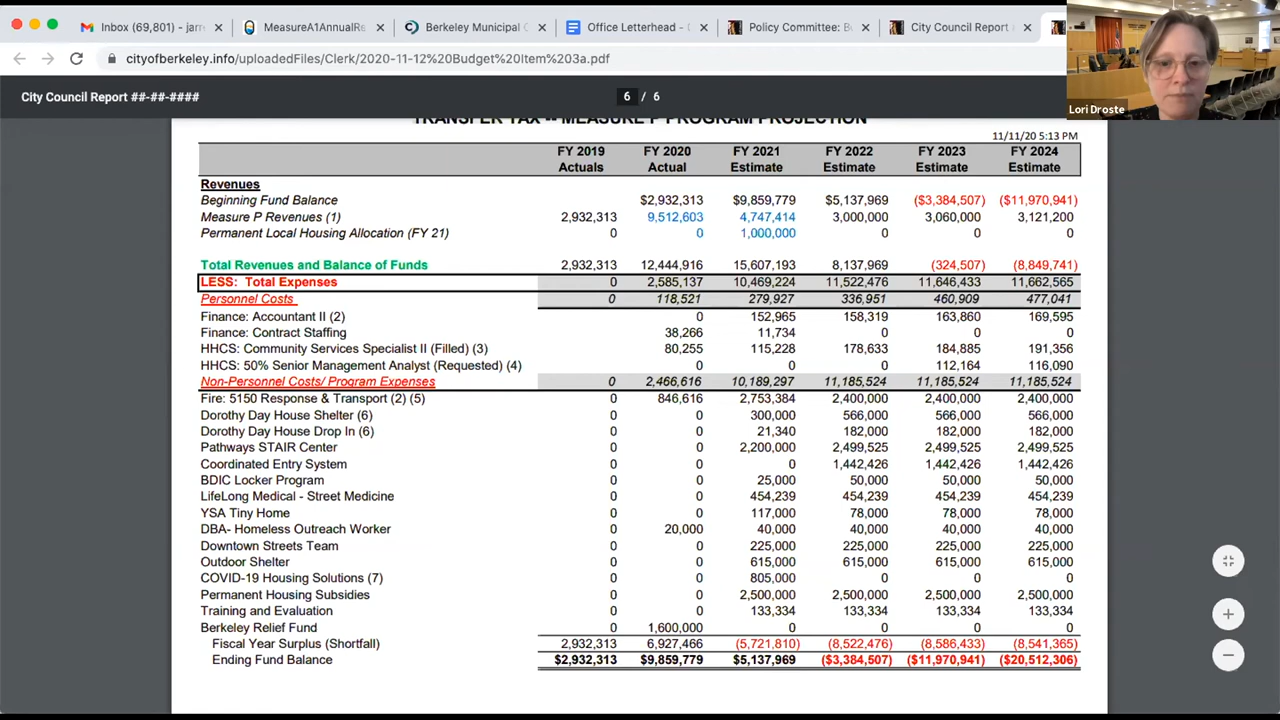 Inbox (69,801) - jarre
MeasureA1AnnualRe
Berkeley Municipal C
Office Letterhead - D
Policy Committee: Bu
City Council Report #
cityofberkeley.info/uploadedFiles/Clerk/2020-11-12%20Budget%20Item%203a.pdf
Lori Droste
City Council Report ##-##-####
6 / 6
TRANSFER TAX -- MEASURE P PROGRAM PROJECTION
11/11/20 5:13 PM
FY 2019 FY 2020 FY 2021 FY 2022 FY 2023 FY 2024
Actuals Actual Estimate Estimate Estimate Estimate
Revenues
Beginning Fund Balance $2,932,313 $9,859,779 $5,137,969 ($3,384,507) ($11,970,941)
Measure P Revenues (1) 2,932,313 9,512,603 4,747,414 3,000,000 3,060,000 3,121,200
Permanent Local Housing Allocation (FY 21) 0 0 1,000,000 0 0 0
Total Revenues and Balance of Funds 2,932,313 12,444,916 15,607,193 8,137,969 (324,507) (8,849,741)
LESS: Total Expenses 0 2,585,137 10,469,224 11,522,476 11,646,433 11,662,565
Personnel Costs 0 118,521 279,927 336,951 460,909 477,041
Finance: Accountant II (2) 0 152,965 158,319 163,860 169,595
Finance: Contract Staffing 38,266 11,734 0 0 0
HHCS: Community Services Specialist II (Filled) (3) 80,255 115,228 178,633 184,885 191,356
HHCS: 50% Senior Management Analyst (Requested) (4) 0 0 0 112,164 116,090
Non-Personnel Costs/ Program Expenses 0 2,466,616 10,189,297 11,185,524 11,185,524 11,185,524
Fire: 5150 Response & Transport (2) (5) 0 846,616 2,753,384 2,400,000 2,400,000 2,400,000
Dorothy Day House Shelter (6) 0 0 300,000 566,000 566,000 566,000
Dorothy Day House Drop In (6) 0 0 21,340 182,000 182,000 182,000
Pathways STAIR Center 0 0 2,200,000 2,499,525 2,499,525 2,499,525
Coordinated Entry System 0 0 0 1,442,426 1,442,426 1,442,426
BDIC Locker Program 0 0 25,000 50,000 50,000 50,000
LifeLong Medical - Street Medicine 0 0 454,239 454,239 454,239 454,239
YSA Tiny Home 0 0 117,000 78,000 78,000 78,000
DBA- Homeless Outreach Worker 0 20,000 40,000 40,000 40,000 40,000
Downtown Streets Team 0 0 225,000 225,000 225,000 225,000
Outdoor Shelter 0 0 615,000 615,000 615,000 615,000
COVID-19 Housing Solutions (7) 0 0 805,000 0 0 0
Permanent Housing Subsidies 0 0 2,500,000 2,500,000 2,500,000 2,500,000
Training and Evaluation 0 0 133,334 133,334 133,334 133,334
Berkeley Relief Fund 0 1,600,000 0 0 0 0
Fiscal Year Surplus (Shortfall) 2,932,313 6,927,466 (5,721,810) (8,522,476) (8,586,433) (8,541,365)
Ending Fund Balance $2,932,313 $9,859,779 $5,137,969 ($3,384,507) ($11,970,941) ($20,512,306)